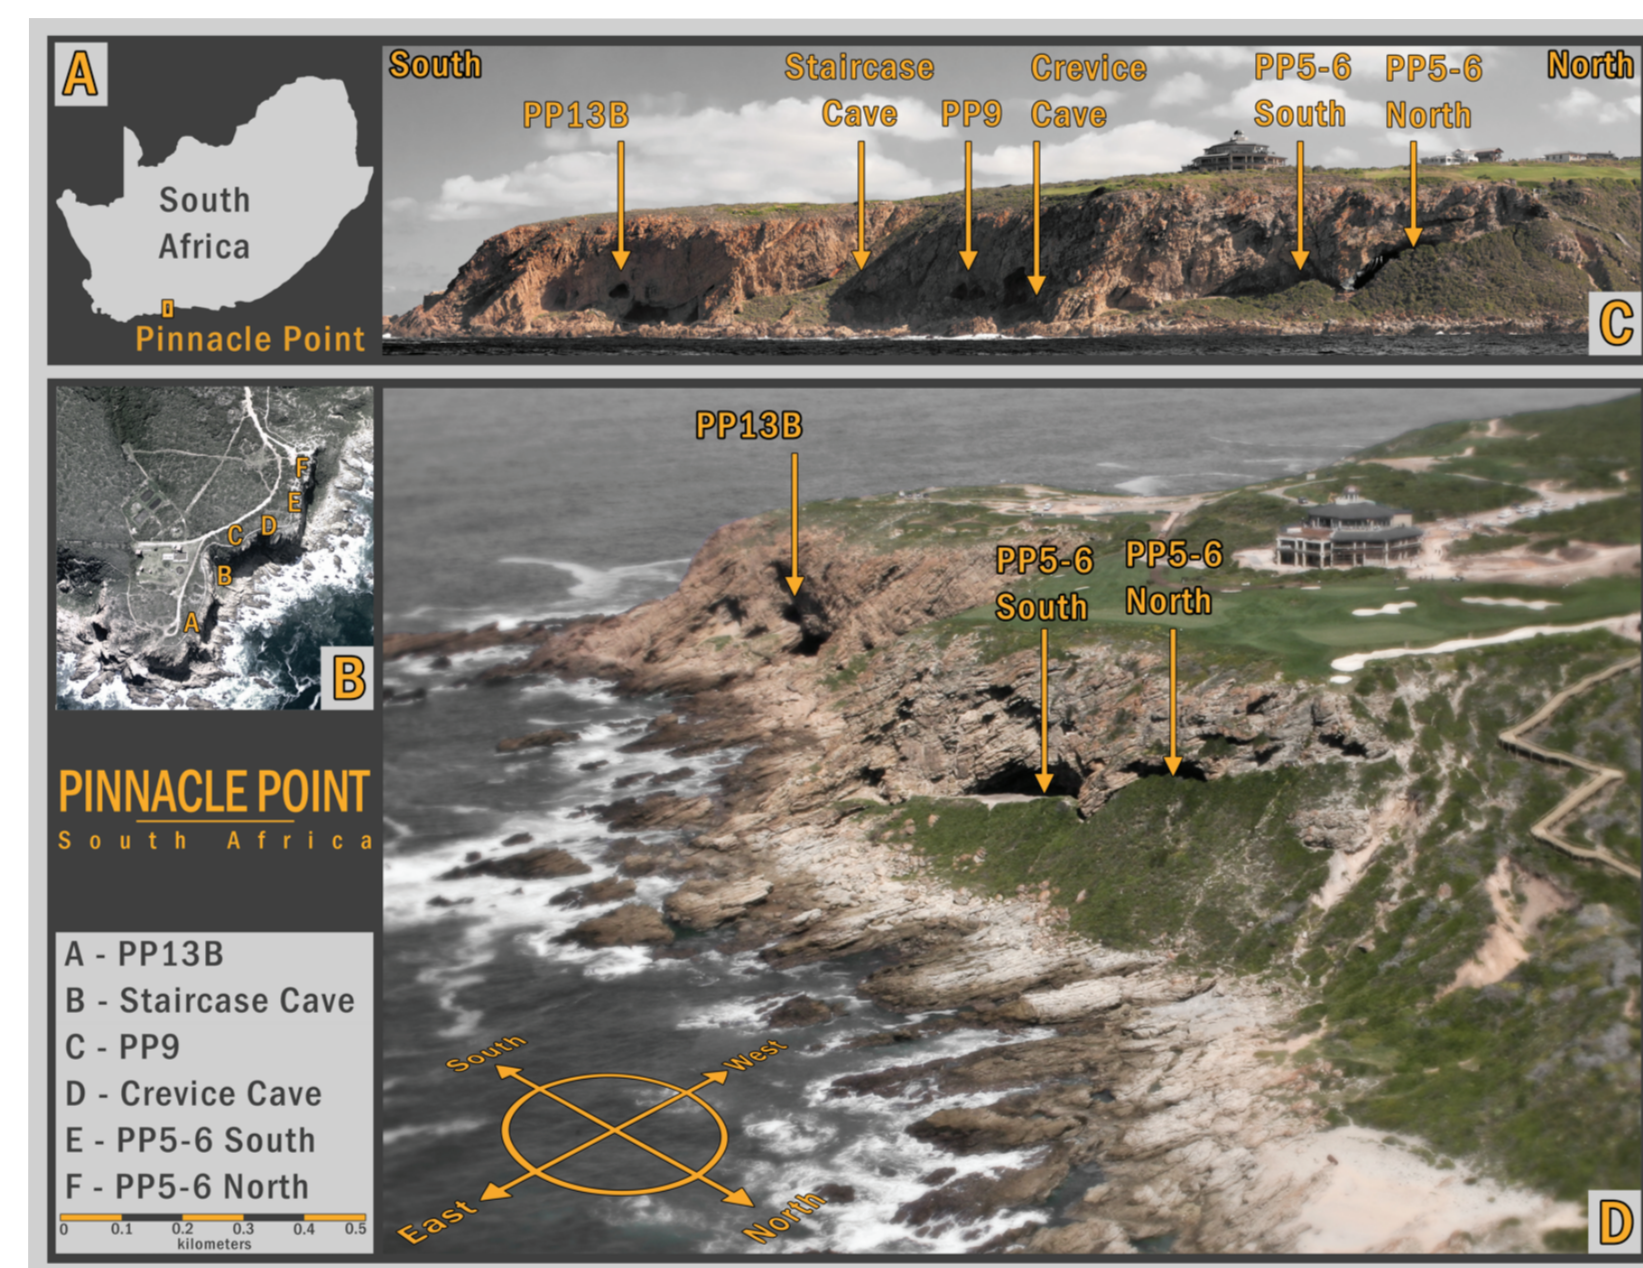 A
South
Africa
Pinnacle Point
South
PP13B
Staircase
Cave
PP9
Crevice
Cave
PP5-6
South
PP5-6
North
North
C
F
E
D
C
B
A
B
PINNACLE POINT
South Africa
A - PP13B
B - Staircase Cave
C - PP9
D - Crevice Cave
E - PP5-6 South
F - PP5-6 North
0 0.1 0.2 0.3 0.4 0.5
kilometers
PP13B
PP5-6
South
PP5-6
North
South
West
East
North
D